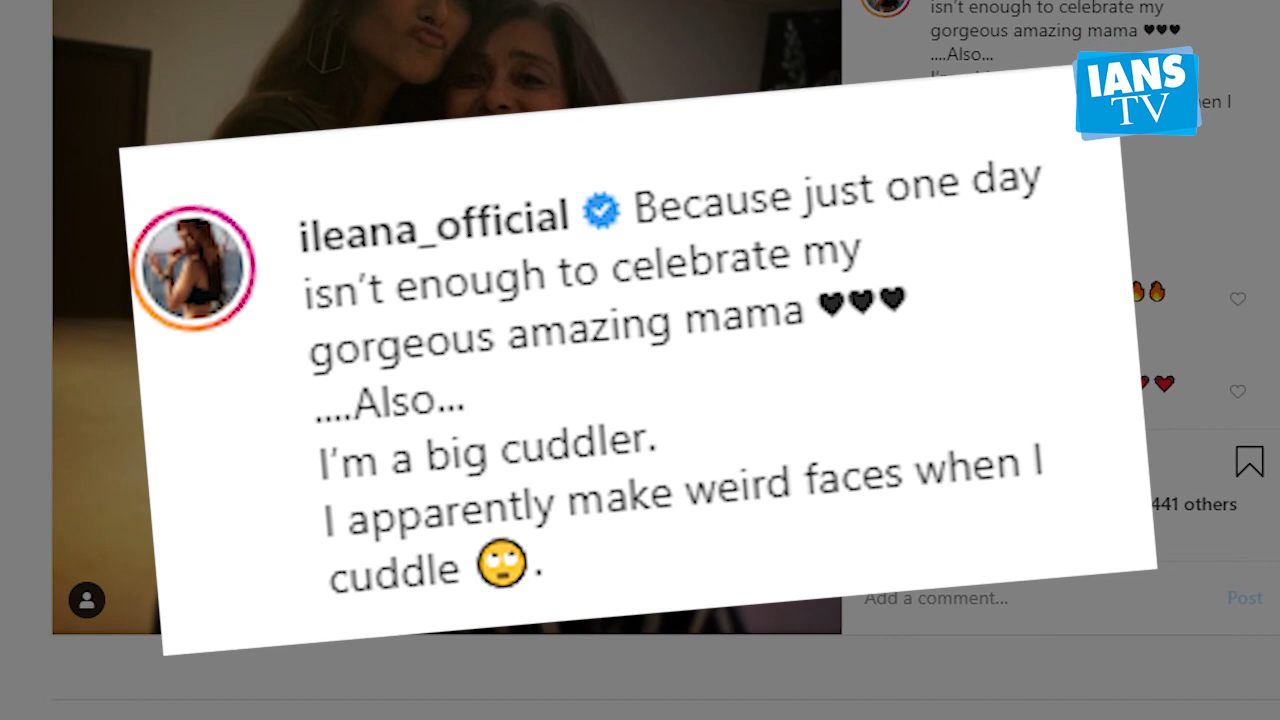 isn't enough to celebrate my
gorgeous amazing mama ♥♥♥
....Also...
IANS
TV
ileana_official Because just one day
isn't enough to celebrate my
gorgeous amazing mama ♥♥♥
....Also...
I'm a big cuddler.
I apparently make weird faces when I
cuddle 🙄.
441 others
Add a comment...
Post